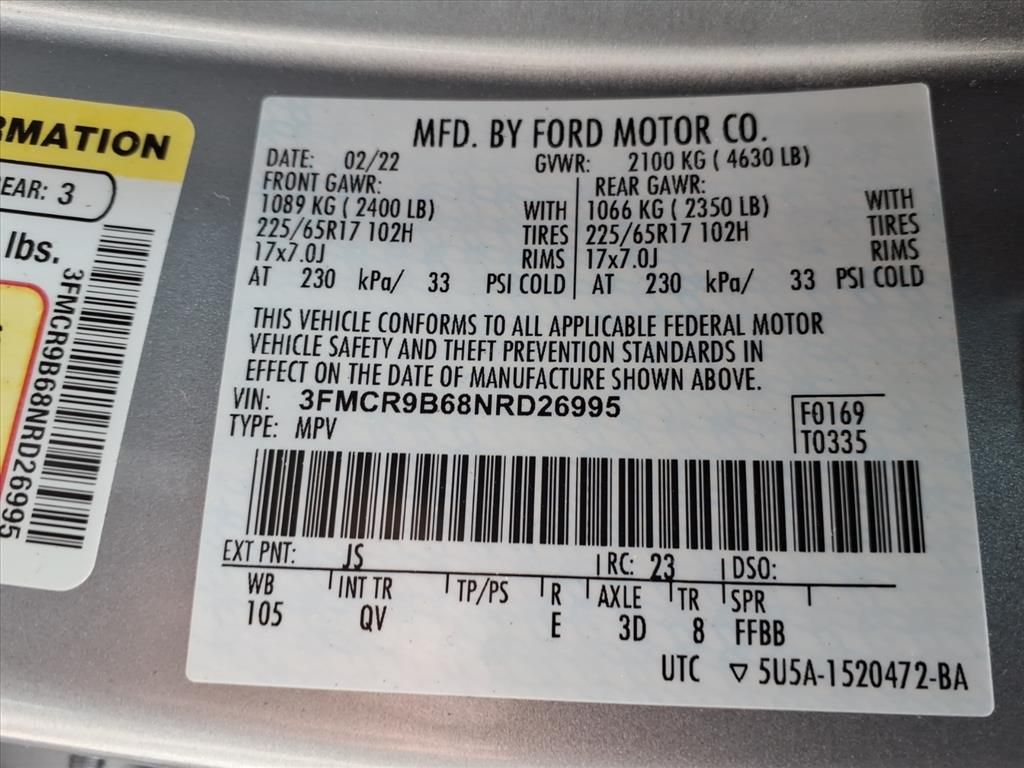 RMATION
EAR: 3
lbs.
3FMCR9B68NRD26995
MFD. BY FORD MOTOR CO.
DATE: 02/22 GVWR: 2100 KG ( 4630 LB)
FRONT GAWR: REAR GAWR:
1089 KG ( 2400 LB) WITH 1066 KG ( 2350 LB) WITH
225/65R17 102H TIRES 225/65R17 102H TIRES
17x7.0J RIMS 17x7.0J RIMS
AT 230 kPa/ 33 PSI COLD AT 230 kPa/ 33 PSI COLD
THIS VEHICLE CONFORMS TO ALL APPLICABLE FEDERAL MOTOR
VEHICLE SAFETY AND THEFT PREVENTION STANDARDS IN
EFFECT ON THE DATE OF MANUFACTURE SHOWN ABOVE.
VIN: 3FMCR9B68NRD26995 F0169
TYPE: MPV T0335
EXT PNT: JS RC: 23 DSO:
WB INT TR TP/PS R AXLE TR SPR
105 QV E 3D 8 FFBB
UTC ▽ 5U5A-1520472-BA